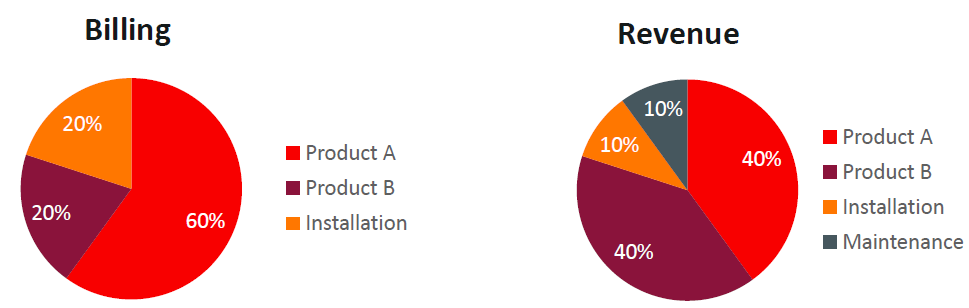 Billing
20%
20%
60%
Product A
Product B
Installation
Revenue
10%
10%
40%
40%
Product A
Product B
Installation
Maintenance